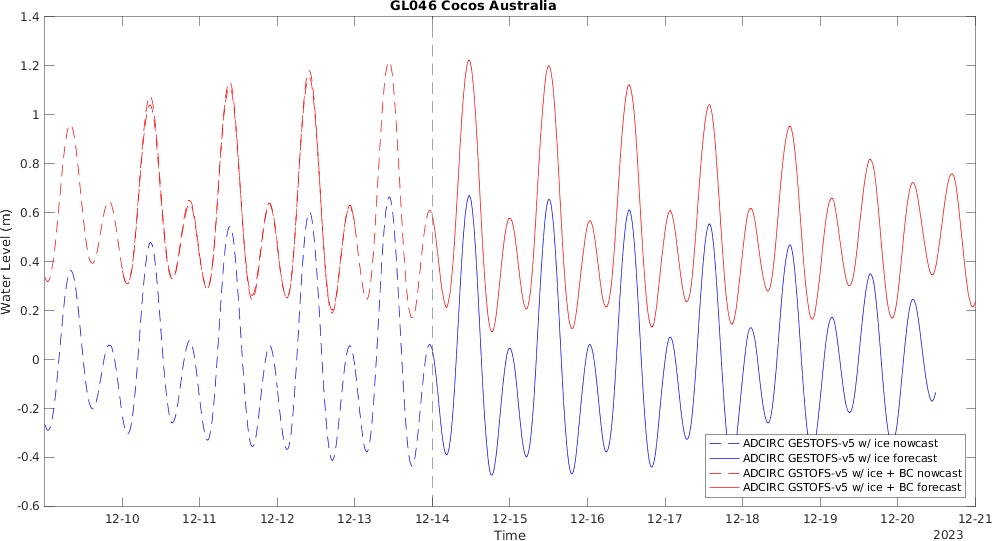 GL046 Cocos Australia
1.4
1.2
1
0.8
0.6
0.4
0.2
0
-0.2
-0.4
-0.6
Water Level (m)
ADCIRC GESTOFS-v5 w/ ice nowcast
ADCIRC GESTOFS-v5 w/ ice forecast
ADCIRC GSTOFS-v5 w/ ice + BC nowcast
ADCIRC GSTOFS-v5 w/ ice + BC forecast
12-10 12-11 12-12 12-13 12-14 12-15 12-16 12-17 12-18 12-19 12-20 12-21
Time
2023